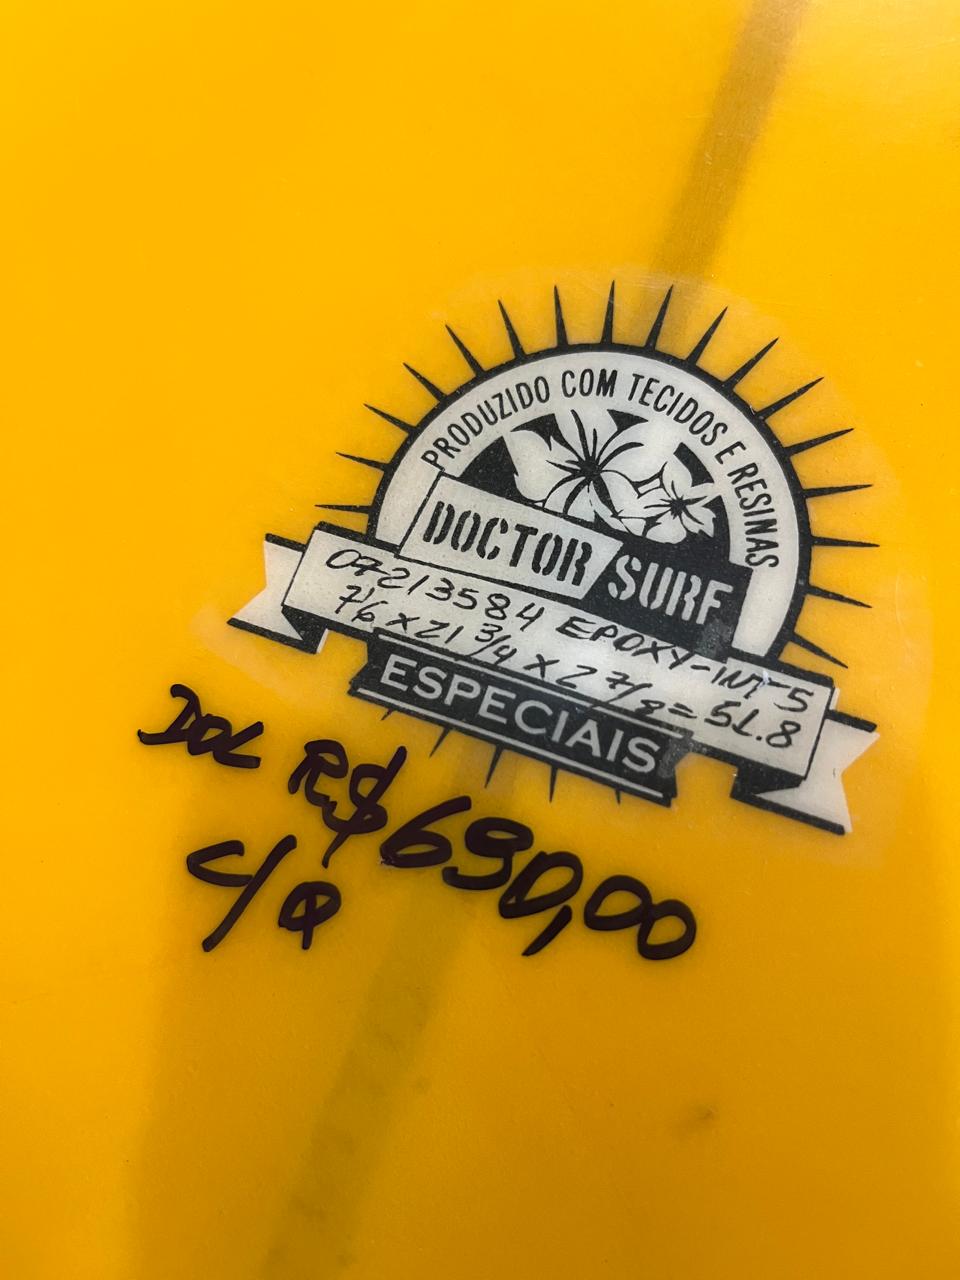 PRODUZIDO COM TECIDOS E RESINAS
DOCTOR SURF
07213584 EPOXY-INT-5
7'6 x 21 3/4 x 2 7/8 = 51.8
ESPECIAIS
DOL R$ 690,00
C/Q